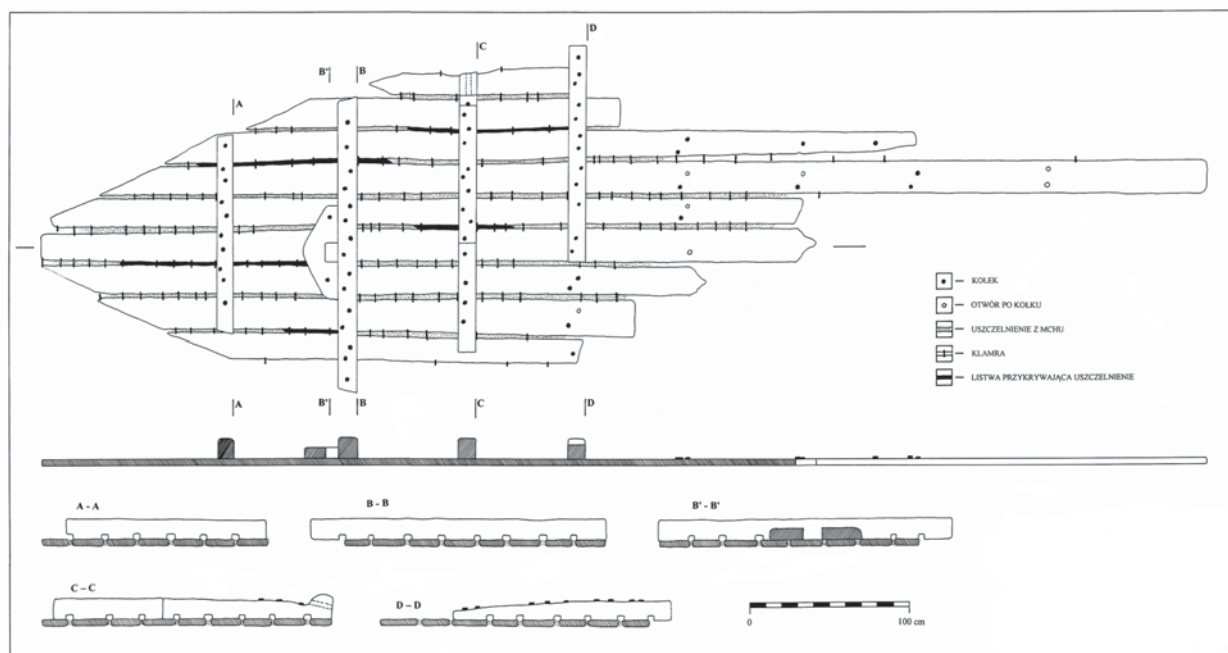 D
C
B' B
A
KOŁEK
OTWÓR PO KOŁKU
USZCZELNIENIE Z MCHU
KLAMRA
LISTWA PRZYKRYWAJĄCA USZCZELNIENIE
A B' B C D
A - A B - B B' - B'
C – C D – D
0 100 cm